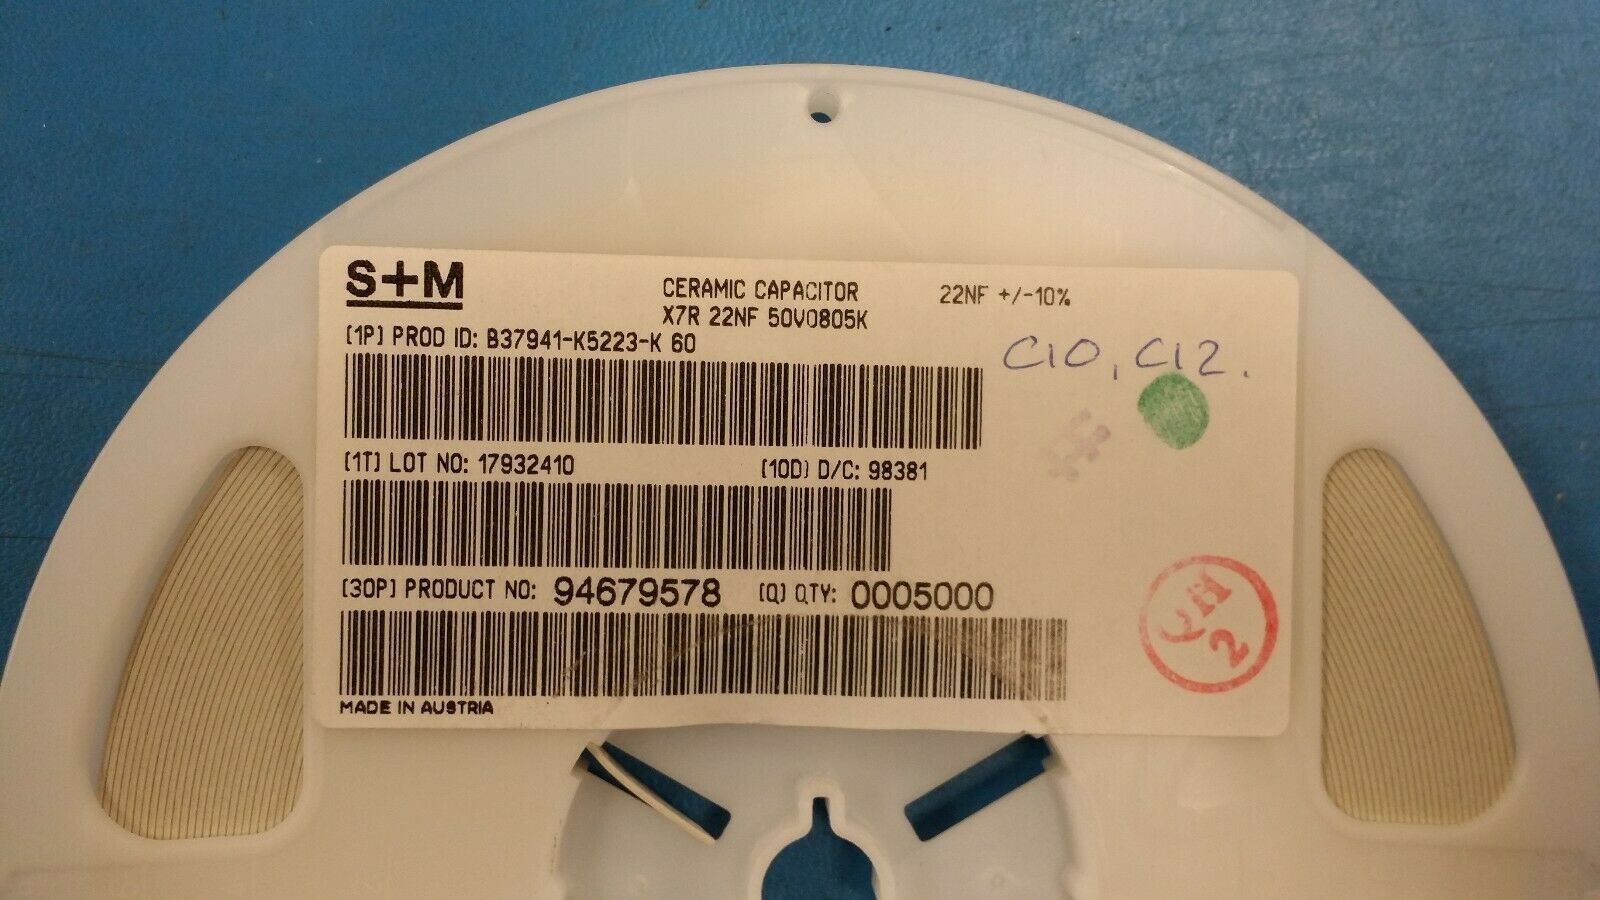 S+M
CERAMIC CAPACITOR 22NF +/-10%
X7R 22NF 50V0805K
[1P] PROD ID: B37941-K5223-K 60
C10, C12.
[1T] LOT NO: 17932410 [10D] D/C: 98381
[30P] PRODUCT NO: 94679578 [Q] QTY: 0005000
2
MADE IN AUSTRIA